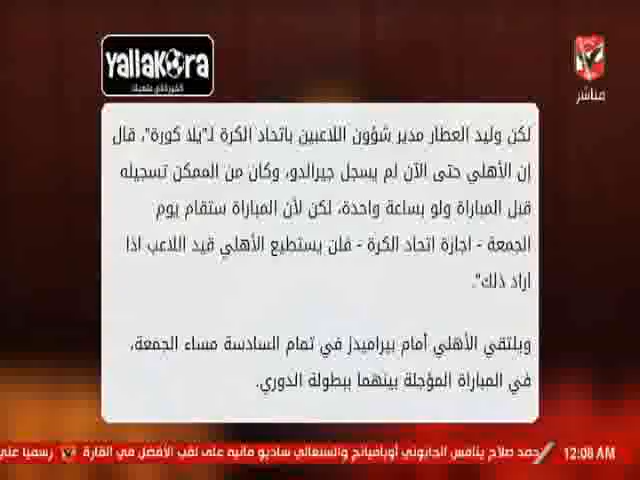 YallaKora
مباشر
لكن وليد العطار مدير شؤون اللاعبين باتحاد الكرة لـ"يلا كورة"، قال
إن الأهلي حتى الآن لم يسجل جيرالدو، وكان من الممكن تسجيله
قبل المباراة ولو بساعة واحدة، لكن لأن المباراة ستقام يوم
الجمعة - اجازة اتحاد الكرة - فلن يستطيع الأهلي قيد اللاعب اذا
اراد ذلك".
ويلتقي الأهلي أمام بيراميدز في تمام السادسة مساء الجمعة،
في المباراة المؤجلة بينهما ببطولة الدوري.
صلاح ينافس الجابوني أوباميانج والسنغالي ساديو مانيه على لقب الأفضل في القارة رسميا
12:08 AM